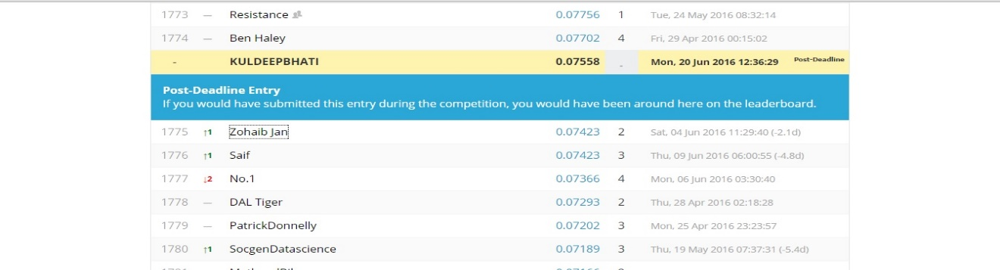 1773 — Resistance 0.07756 1 Tue, 24 May 2016 08:32:14
1774 — Ben Haley 0.07702 4 Fri, 29 Apr 2016 00:15:02
- KULDEEPBHATI 0.07558 - Mon, 20 Jun 2016 12:36:29 Post-Deadline
Post-Deadline Entry
If you would have submitted this entry during the competition, you would have been around here on the leaderboard.
1775 ↑1 Zohaib Jan 0.07423 2 Sat, 04 Jun 2016 11:29:40 (-2.1d)
1776 ↑1 Saif 0.07423 3 Thu, 09 Jun 2016 06:00:55 (-4.8d)
1777 ↓2 No.1 0.07366 4 Mon, 06 Jun 2016 03:30:40
1778 — DAL Tiger 0.07293 2 Thu, 28 Apr 2016 02:18:28
1779 — PatrickDonnelly 0.07202 3 Mon, 25 Apr 2016 23:23:57
1780 ↑1 SocgenDatascience 0.07189 3 Thu, 19 May 2016 07:37:31 (-5.4d)